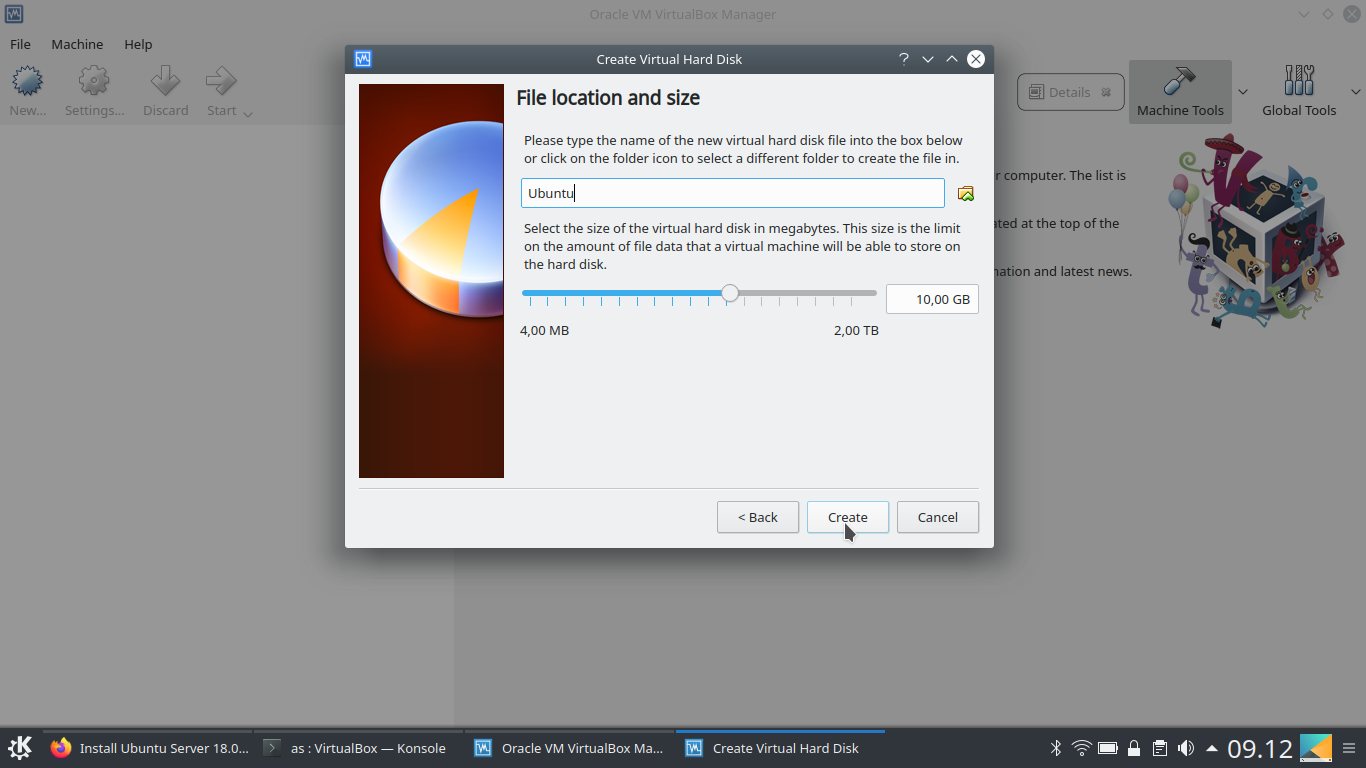 Oracle VM VirtualBox Manager
File Machine Help
New... Settings... Discard Start
Details Machine Tools Global Tools
Create Virtual Hard Disk
File location and size
Please type the name of the new virtual hard disk file into the box below
or click on the folder icon to select a different folder to create the file in.
Ubuntu
Select the size of the virtual hard disk in megabytes. This size is the limit
on the amount of file data that a virtual machine will be able to store on
the hard disk.
10,00 GB
4,00 MB 2,00 TB
< Back Create Cancel
computer. The list is
at the top of the
and latest news.
Install Ubuntu Server 18.0... as : VirtualBox — Konsole Oracle VM VirtualBox Ma... Create Virtual Hard Disk 09.12